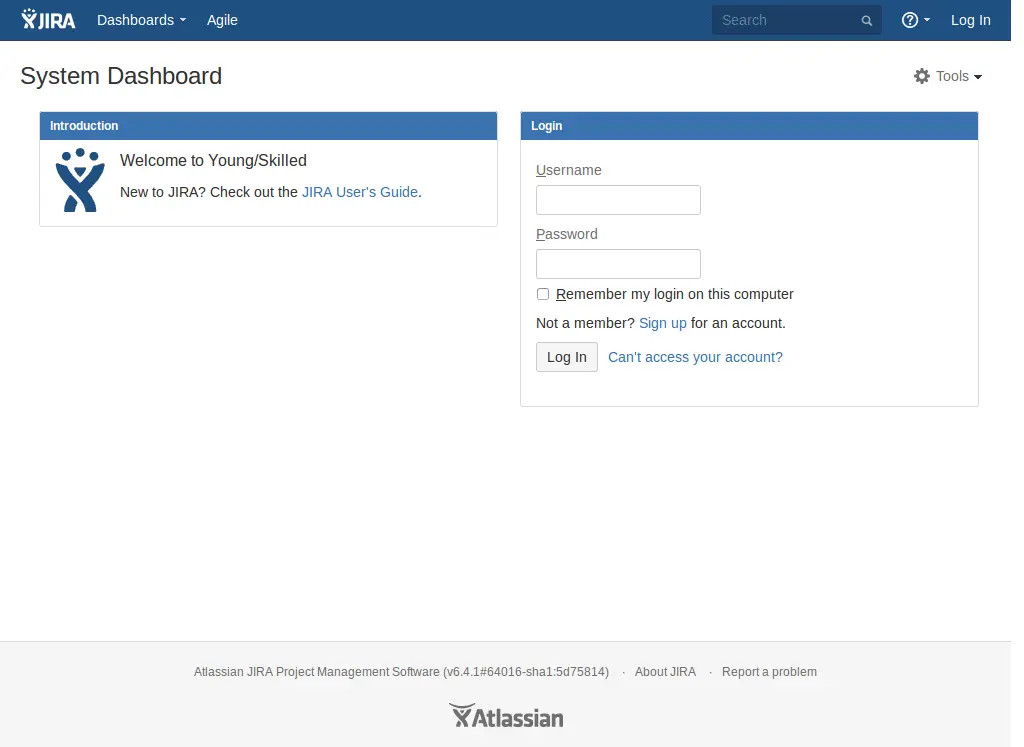 JIRA Dashboards Agile Search ? Log In
System Dashboard Tools
Introduction
Welcome to Young/Skilled
New to JIRA? Check out the JIRA User's Guide.
Login
Username
Password
Remember my login on this computer
Not a member? Sign up for an account.
Log In Can't access your account?
Atlassian JIRA Project Management Software (v6.4.1#64016-sha1:5d75814) · About JIRA · Report a problem
Atlassian